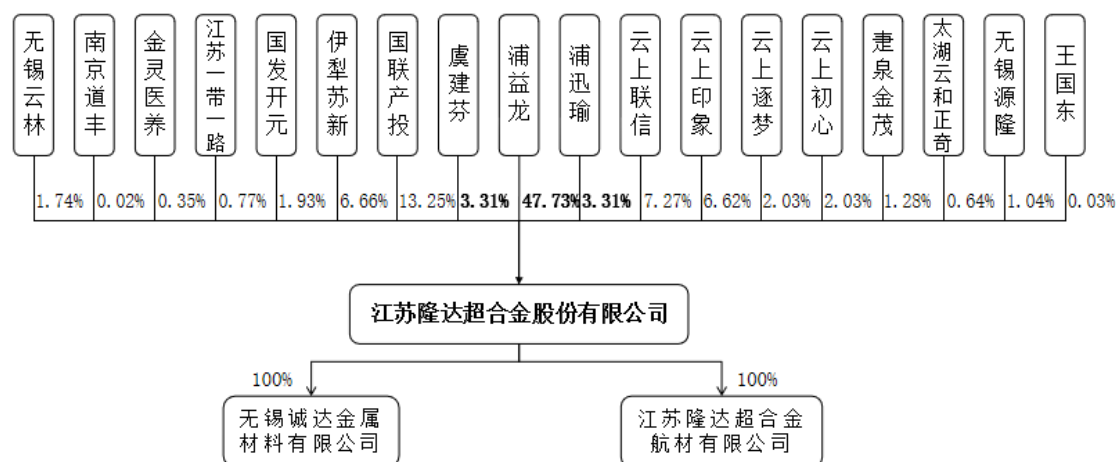 无锡云林
南京道丰
金灵医养
江苏一带一路
国发开元
伊犁苏新
国联产投
虞建芬
浦益龙
浦迅瑜
云上联信
云上印象
云上逐梦
云上初心
疌泉金茂
太湖云和正奇
无锡源隆
王国东
1.74%
0.02%
0.35%
0.77%
1.93%
6.66%
13.25%
3.31%
47.73%
3.31%
7.27%
6.62%
2.03%
2.03%
1.28%
0.64%
1.04%
0.03%
江苏隆达超合金股份有限公司
100%
100%
无锡诚达金属
材料有限公司
江苏隆达超合金
航材有限公司